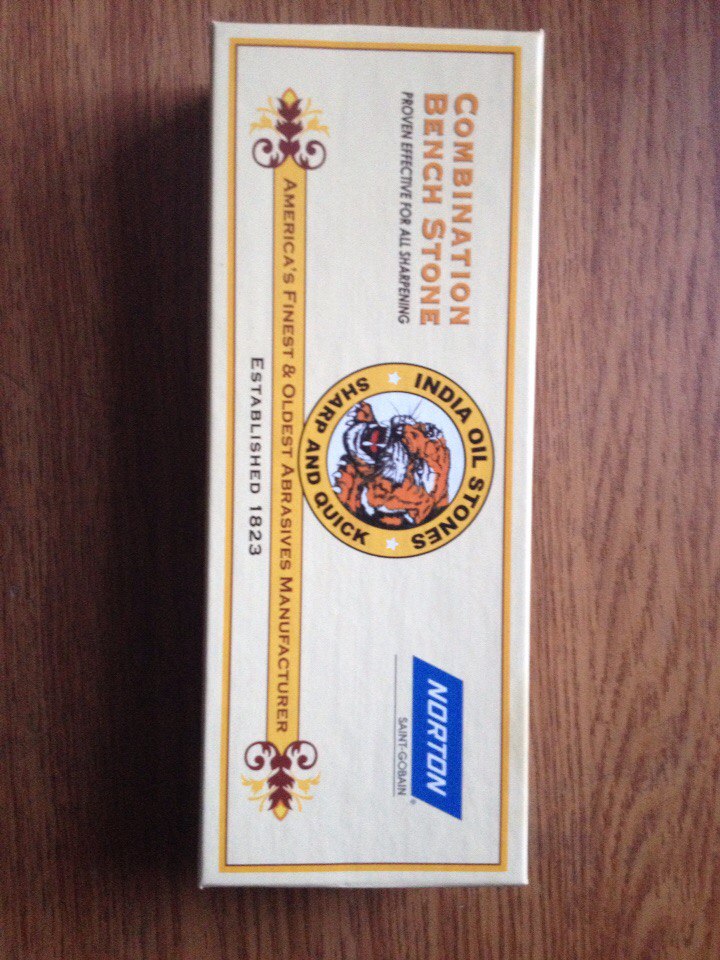 COMBINATION
BENCH STONE
PROVEN EFFECTIVE FOR ALL SHARPENING
INDIA OIL STONES
SHARP AND QUICK
NORTON
SAINT-GOBAIN
®
AMERICA'S FINEST & OLDEST ABRASIVES MANUFACTURER
ESTABLISHED 1823